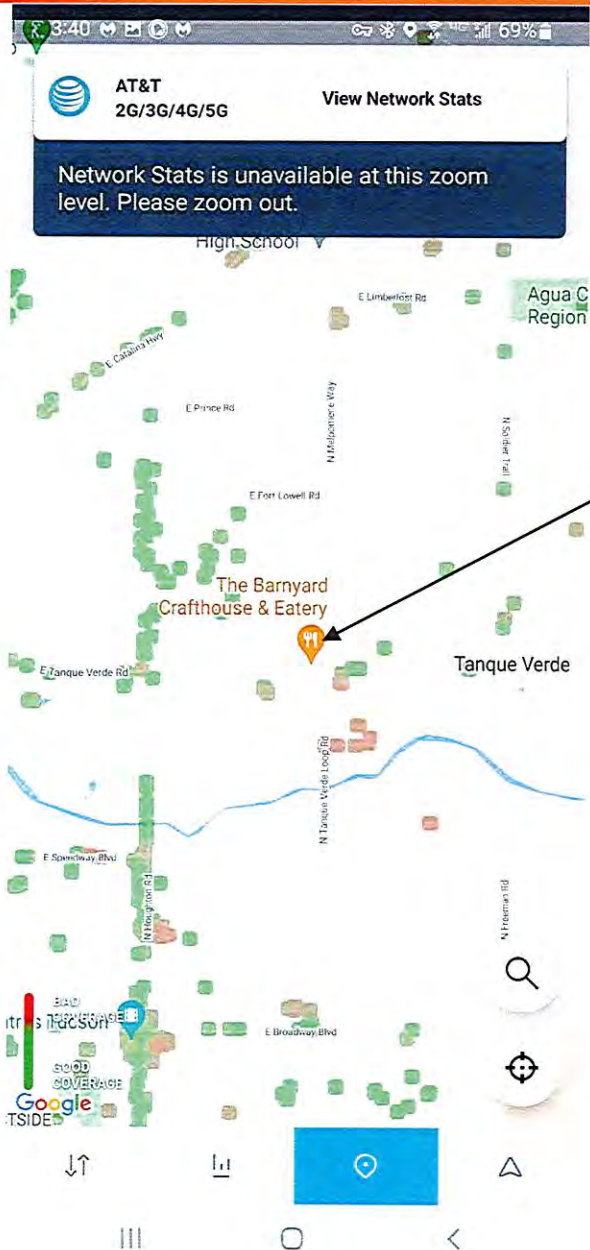 3:40
4G 69%
AT&T
2G/3G/4G/5G
View Network Stats
Network Stats is unavailable at this zoom
level. Please zoom out.
High School
E Limberlost Rd
Agua C
Region
E Catalina Hwy
E Prince Rd
N Melpomene Way
N Soldier Trail
E Fort Lowell Rd
The Barnyard
Crafthouse & Eatery
E Tanque Verde Rd
Tanque Verde
N Tanque Verde Loop Rd
E Speedway Blvd
N Houghton Rd
N Freeman Rd
BAD
COVERAGE
Tucson
E Broadway Blvd
GOOD
COVERAGE
Google
TSIDE